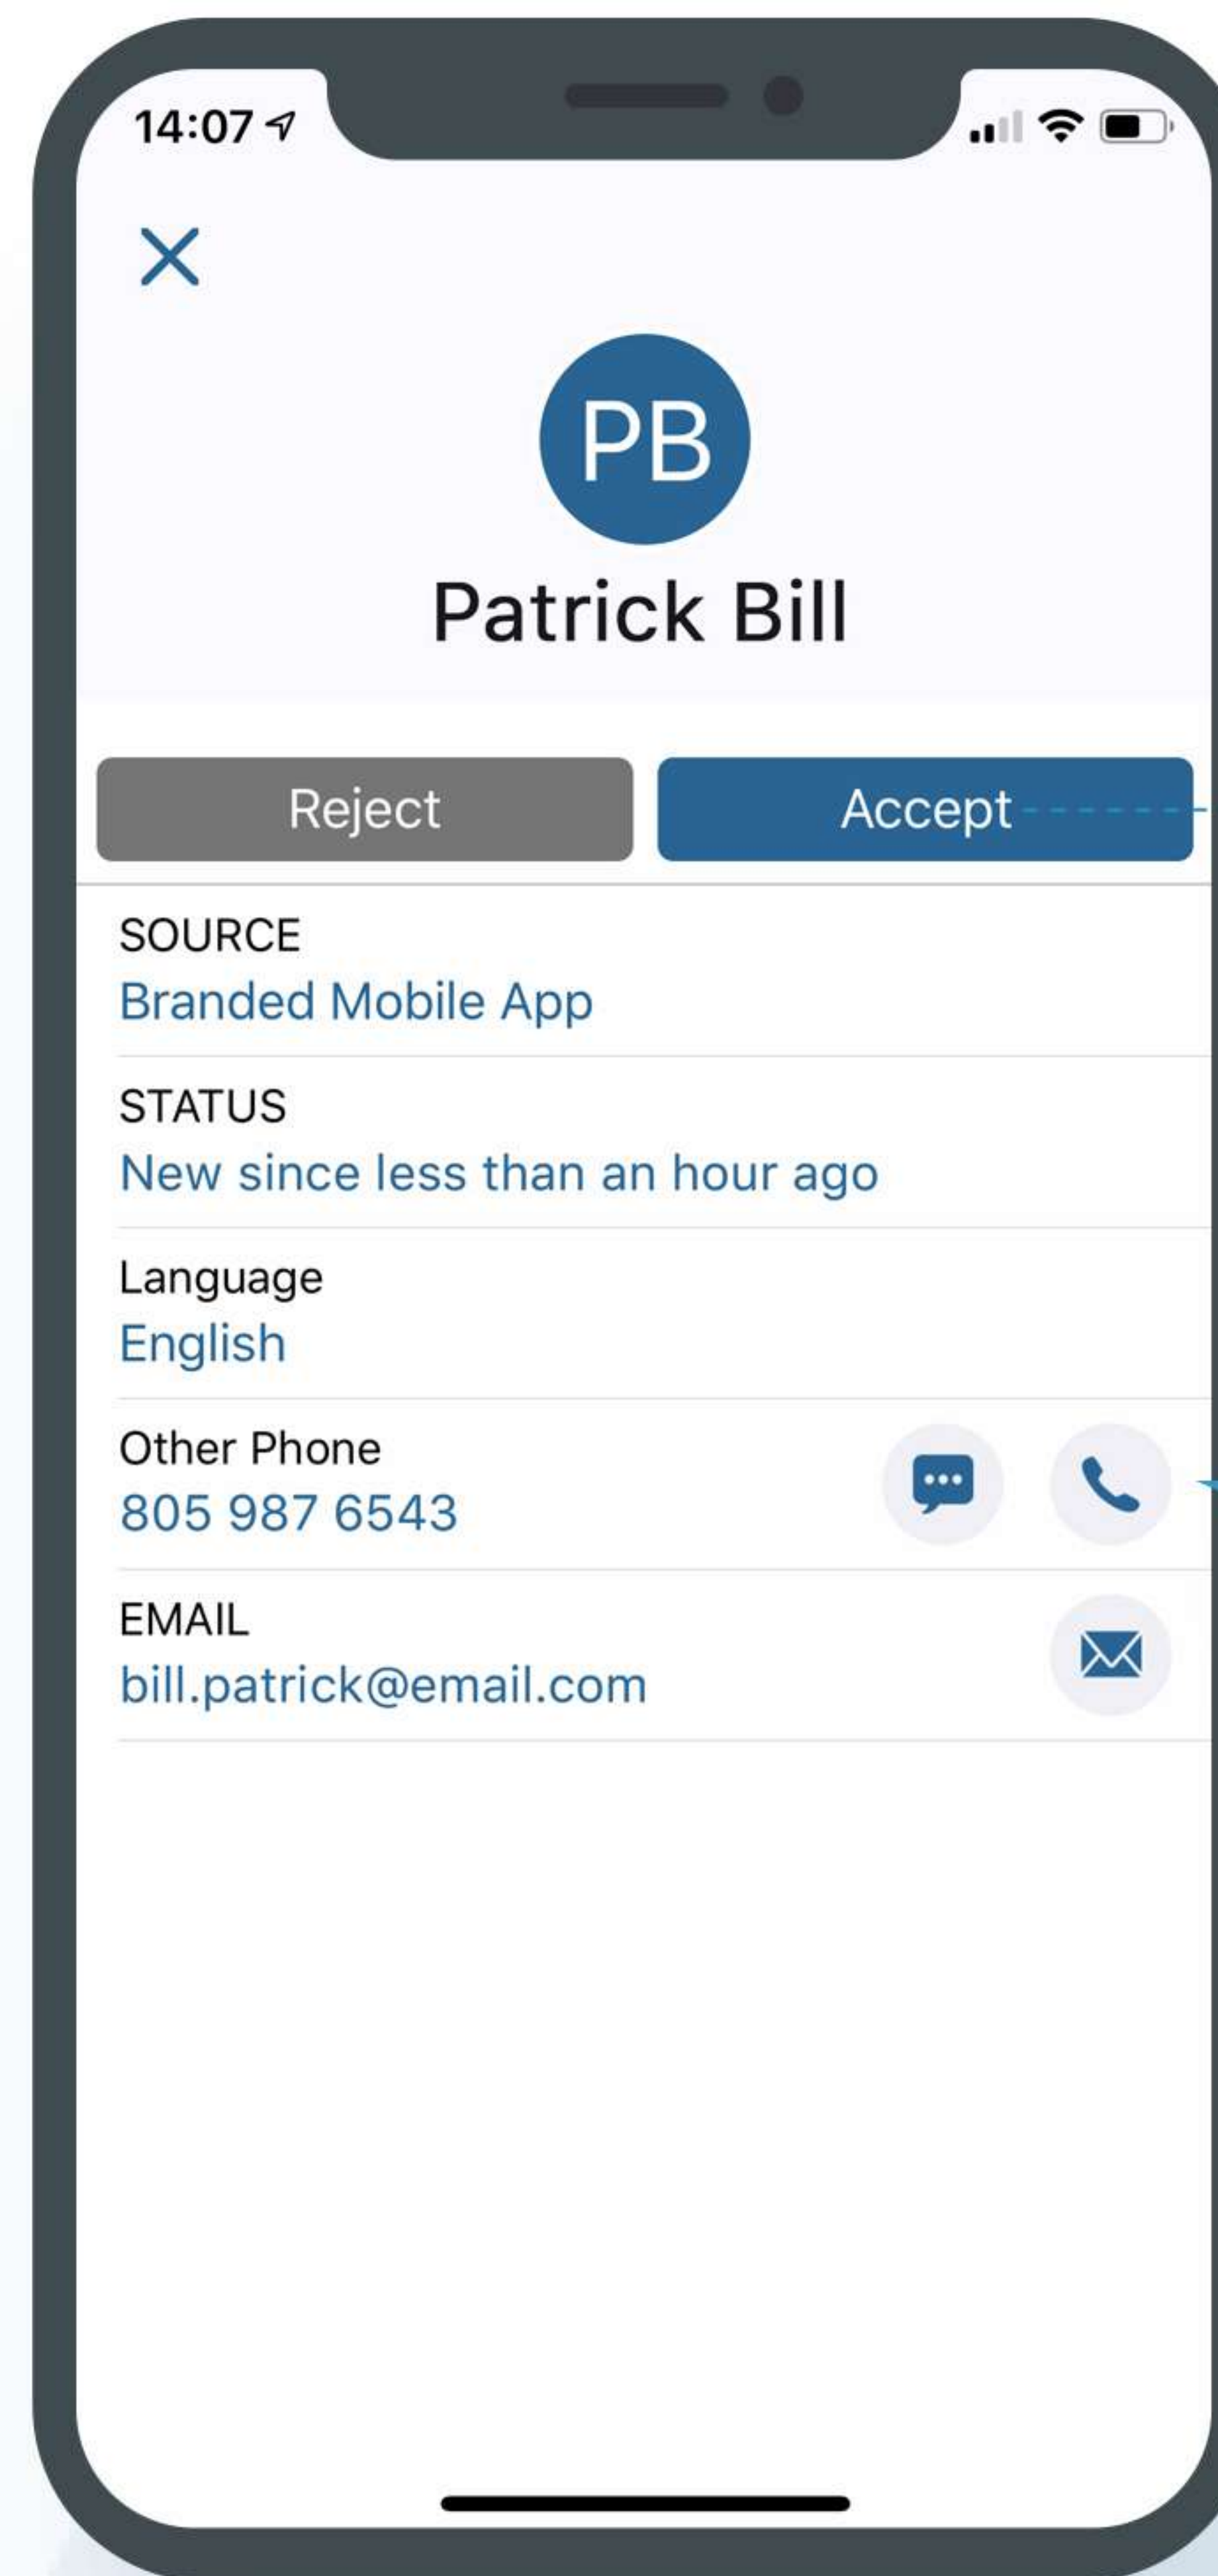 14:07
PB
Patrick Bill
Reject
Accept
SOURCE
Branded Mobile App
STATUS
New since less than an hour ago
Language
English
Other Phone
805 987 6543
EMAIL
bill.patrick@email.com